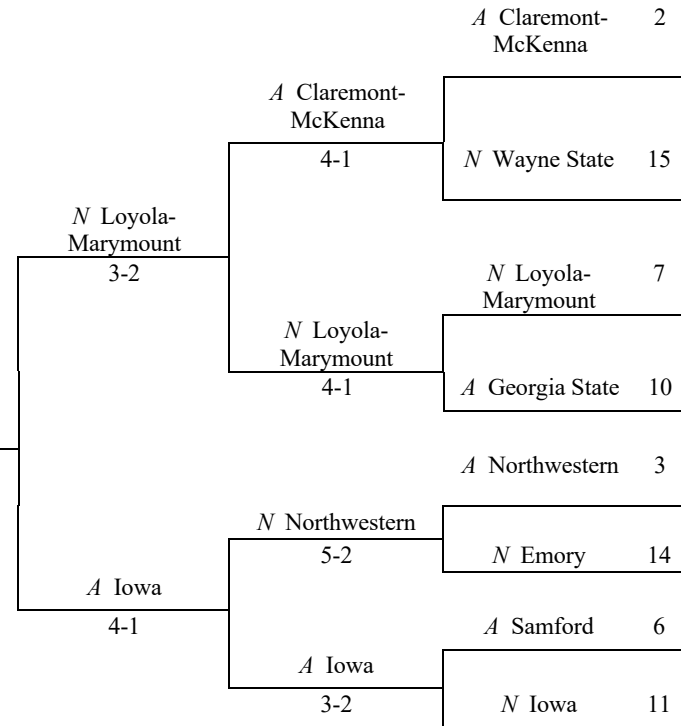 A Claremont-
McKenna 2
A Claremont-
McKenna
4-1
N Wayne State 15
N Loyola-
Marymount
3-2
N Loyola-
Marymount 7
N Loyola-
Marymount
4-1
A Georgia State 10
A Northwestern 3
N Northwestern
5-2
N Emory 14
A Iowa
4-1
A Samford 6
A Iowa
3-2
N Iowa 11